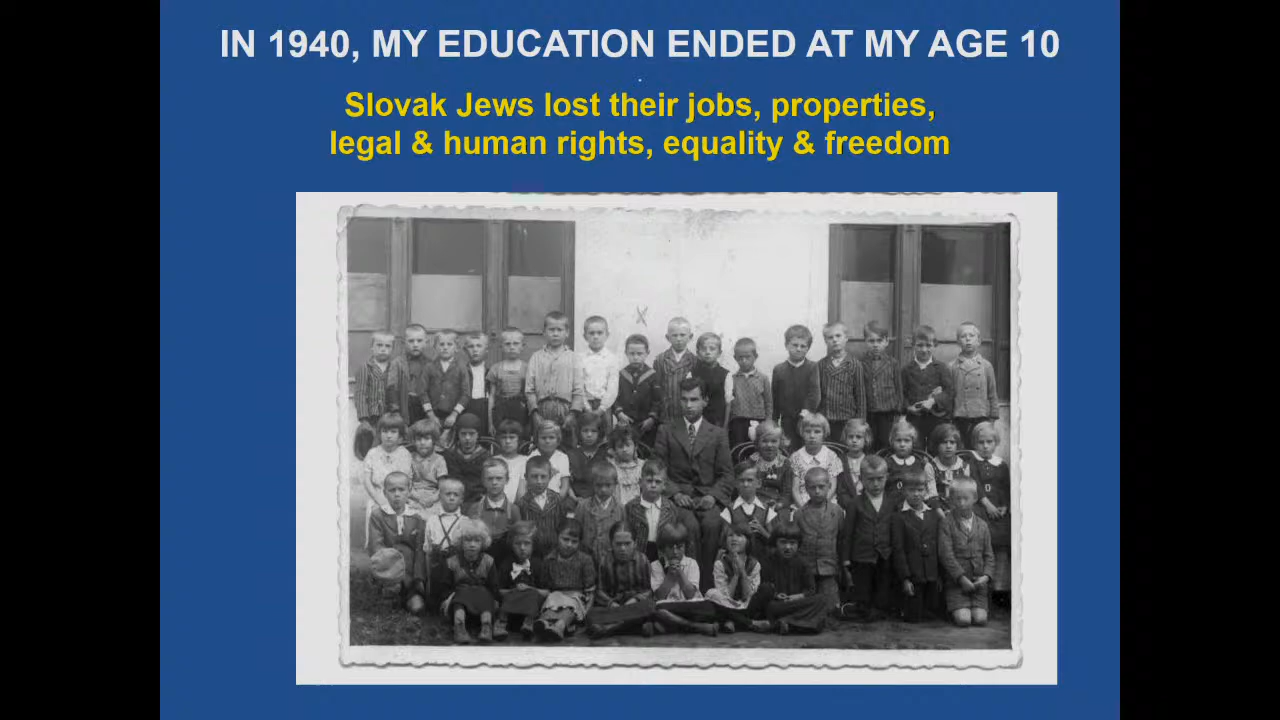 IN 1940, MY EDUCATION ENDED AT MY AGE 10
Slovak Jews lost their jobs, properties,
legal & human rights, equality & freedom